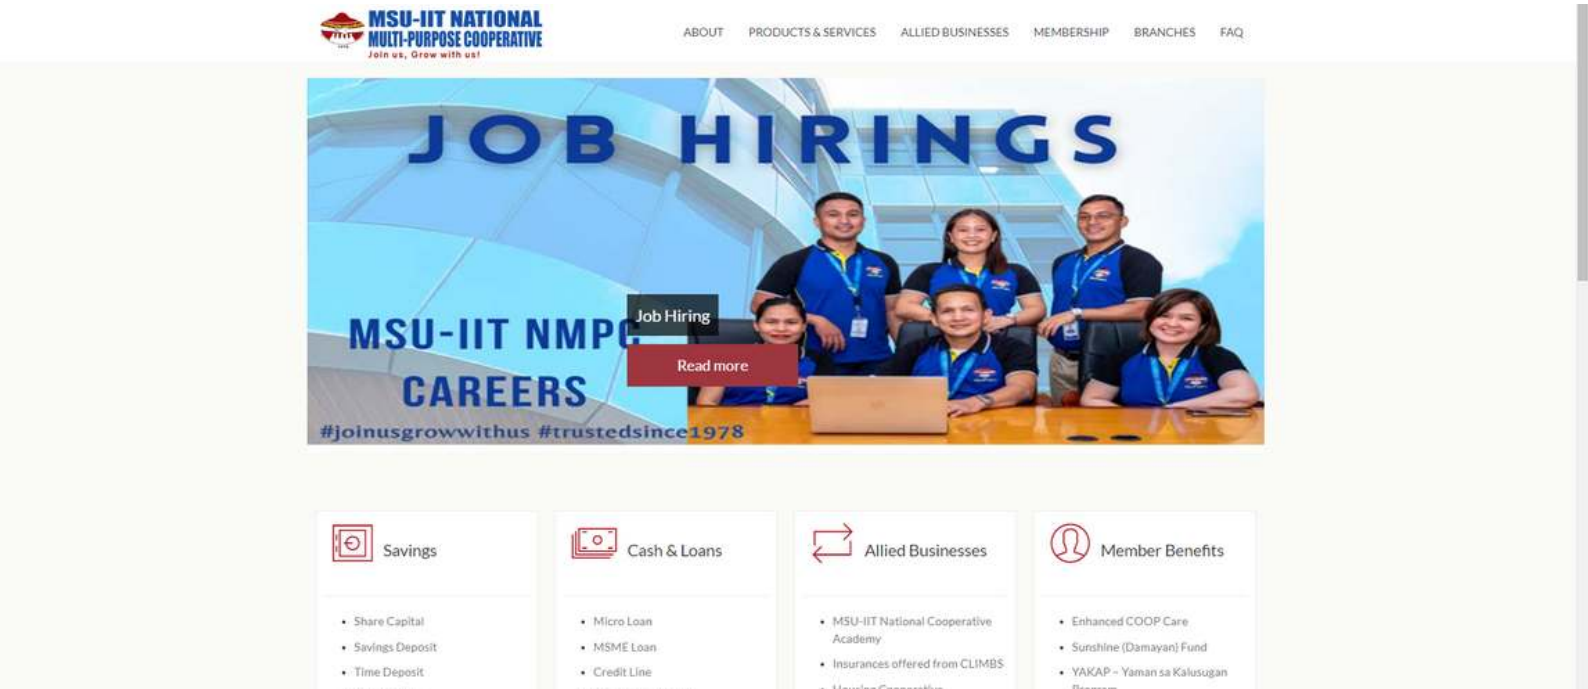 MSU-IIT NATIONAL
MULTI-PURPOSE COOPERATIVE
Join us, Grow with us!
ABOUT PRODUCTS & SERVICES ALLIED BUSINESSES MEMBERSHIP BRANCHES FAQ
JOB HIRINGS
Job Hiring
MSU-IIT NMPC
Read more
CAREERS
#joinusgrowwithus #trustedsince1978
Savings
Share Capital
Savings Deposit
Time Deposit
Cash & Loans
Micro Loan
MSME Loan
Credit Line
Allied Businesses
MSU-IIT National Cooperative
Academy
Insurances offered from CLIMBS
Housing Cooperative
Member Benefits
Enhanced COOP Care
Sunshine (Damayan) Fund
YAKAP – Yaman sa Kalusugan
Program